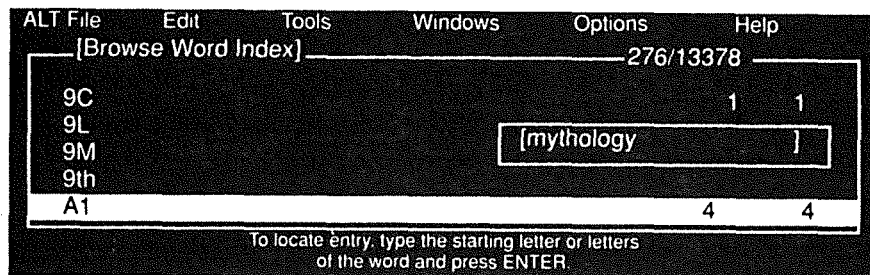 ALT File Edit Tools Windows Options Help
[Browse Word Index] 276/13378
9C 1 1
9L
[mythology ]
9M
9th
A1 4 4
To locate entry, type the starting letter or letters
of the word and press ENTER.